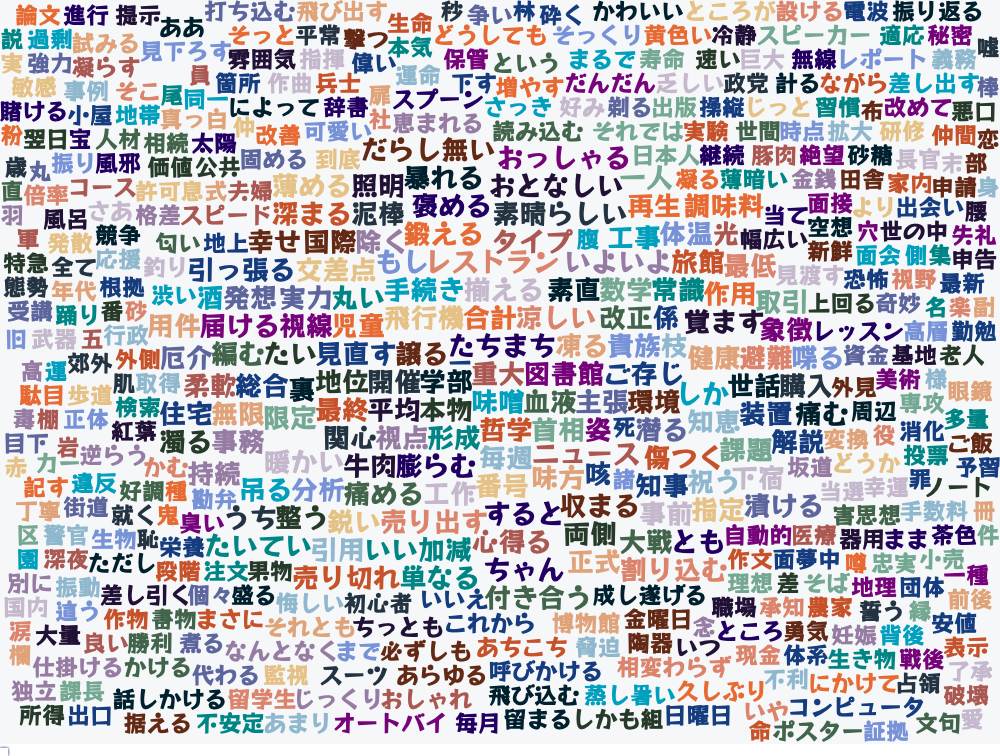 論文 進行 提示 ああ 打ち込む 飛び出す 生命 秒 争い 林 砕く かわいい ところが 設ける 電波 振り返る
説 過剰 試みる 見下ろす そっと 平常 撃つ 本気 どうしても そっくり 黄色い 冷静 スピーカー 適応 秘密 嘘
実 強力 凝らす 員 雰囲気 指揮 偉い 運命 保管 という まるで 寿命 速い 巨大 無線 レポート 義務
敏感 事例 そこ 尾 同一 箇所 作曲 兵士 扉 スプーン 下す 増やす だんだん 乏しい 政党 計る ながら 差し出す 棒
賭ける 小屋 地帯 真っ白 によって 辞書 社 恵まれる さっき 好み 剃る 出版 操縦 じっと 習慣 布 改めて 悪口
粉 翌日 宝 人材 相続 太陽 仲 改善 可愛い 読み込む それでは 実験 世間 時点 拡大 研修 仲間 恋
歳 丸 振り 風邪 価値 公共 固める 到底 だらし無い おっしゃる 日本人 継続 豚肉 絶望 砂糖 長官 末 部
直 倍率 コース 許可 息 式 夫婦 薄める 照明 暴れる おとなしい 一人 凝る 薄暗い 金銭 田舎 家内 申請 身
羽 風呂 さあ 格差 スピード 深まる 泥棒 褒める 素晴らしい 再生 調味料 当て 面接 より 出会い 腰
軍 発散 競争 匂い 地上 幸せ 国際 除く 鍛える タイプ 腹 工事 体温 光 幅広い 空想 穴 世の中 失礼
特急 全て 応援 釣り 引っ張る 交差点 もし レストラン いよいよ 旅館 最低 見渡す 新鮮 面会 側 集 申告
態勢 年代 根拠 渋い 酒 発想 実力 丸い 手続き 揃える 素直 数学 常識 作用 取引 上回る 恐怖 視野 最新
受講 踊り 番 砂 用件 届ける 視線 児童 飛行機 合計 涼しい 改正 係 覚ます 象徴 レッスン 奇妙 名 楽 副
旧 武器 五 行政 編む たい 見直す 譲る たちまち 凍る 貴族 枝 健康 避難 喋る 資金 高層 勤勉 基地 老人
高 運 郊外 外側 厄介 裏 地位 開催 学部 重大 図書館 ご存じ しか 世話 購入 外見 美術 様 眼鏡
駄目 歩道 肌 取得 柔軟 総合 最終 平均 本物 味噌 血液 主張 環境 知恵 装置 痛む 周辺 専攻 多量
毒 棚 正体 検索 住宅 無限 限定 関心 視点 形成 哲学 首相 姿 死 潜る 課題 解説 変換 役 消化 ご飯
目下 岩 逆らう 紅葉 濁る 事務 暖かい 牛肉 膨らむ 毎週 ニュース 傷つく 下宿 坂道 どうか 投票 予習
赤 カー かむ 持続 吊る 分析 痛める 工作 番号 味方 咳 諸 知事 祝う 当選 幸運 罪 ノート
記す 違反 好調 種 勤弁 うち 整う 鋭い 売り出す すると 収まる 事前 指定 漬ける 害 思想 手数料 冊
丁寧 街道 就く 鬼 臭い たいてい 引用 いい加減 心得る 両側 大戦 とも 自動的 医療 器用 まま 茶色 件
区 警官 生物 恥 栄養 ちゃん 正式 割り込む 作文 面 夢中 噂 忠実 小売
園 深夜 ただし 段階 注文 果物 売り切れ 単なる 付き合う 成し遂げる 理想 差 そば 地理 団体 一種
別に 振動 差し引く 個々 盛る 悔しい 初心者 いいえ 博物館 金曜日 職場 承知 農家 誓う 縁 前後
国内 違う 作物 書物 まさに それとも ちっとも これから 脅迫 陶器 念 ところ 勇気 妊娠 背後 安値
涙 大量 良い 勝利 煮る なんとなく まで 必ずしも あちこち いつ 現金 体系 生き物 戦後 表示
欄 仕掛ける かける 代わる 監視 スーツ あらゆる 呼びかける 相変わらず 不利 にかけて 占領 了承
独立 課長 話しかける 留学生 じっくり おしゃれ 飛び込む 蒸し暑い 久しぶり いや コンピュータ 破壊
所得 出口 据える 不安定 あまり オートバイ 毎月 留まる しかも 組 日曜日 命 ポスター 証拠 文句 愛